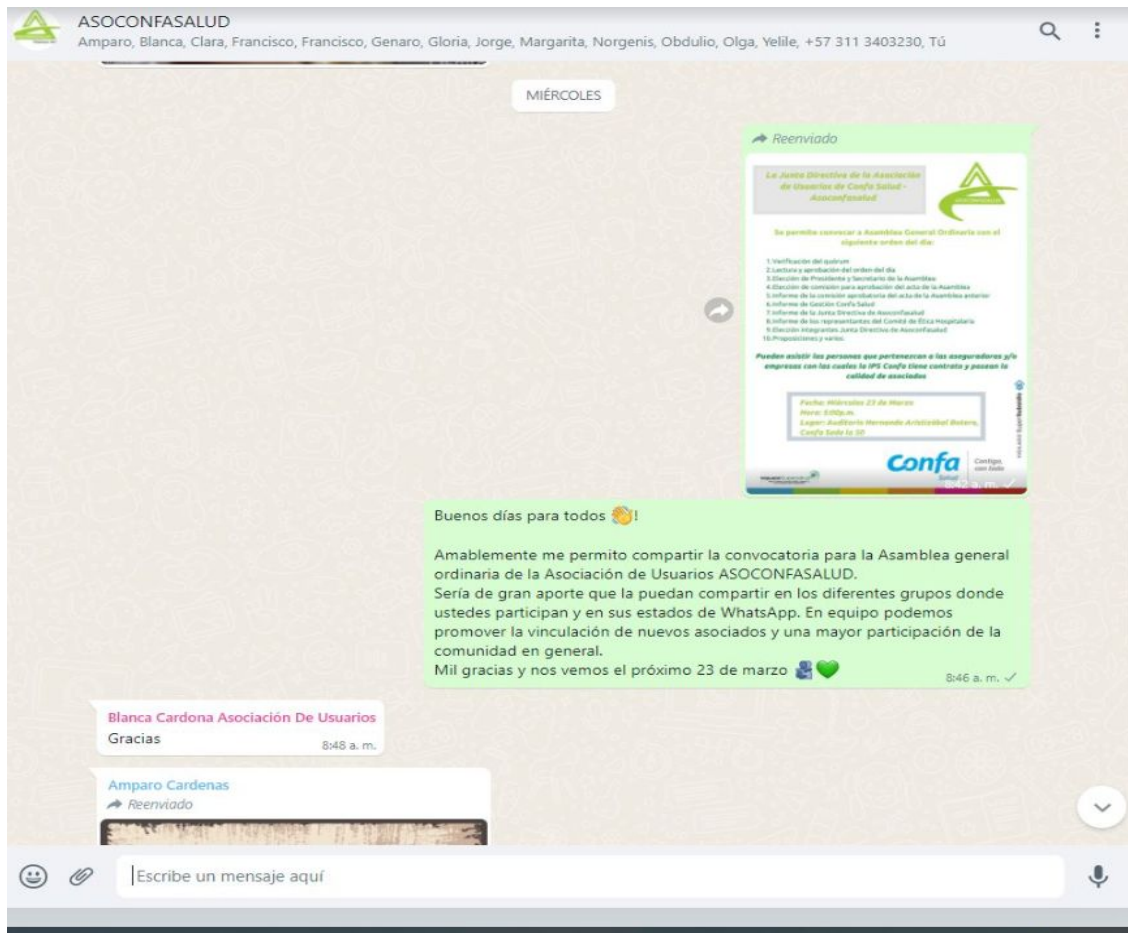 ASOCONFASALUD
Amparo, Blanca, Clara, Francisco, Francisco, Genaro, Gloria, Jorge, Margarita, Norgenis, Obdulio, Olga, Yelile, +57 311 3403230, Tú
MIÉRCOLES
Reenviado
La Junta Directiva de la Asociación
de Usuarios de Confa Salud -
Asoconfasalud
ASOCONFASALUD
Se permite convocar a Asamblea General Ordinaria con el
siguiente orden del día:
1.Verificación del quórum
2.Lectura y aprobación del orden del día
3.Elección de Presidente y Secretario de la Asamblea
4.Elección de comisión para aprobación del acta de la Asamblea
5.Informe de la comisión aprobatoria del acta de la Asamblea anterior
6.Informe de Gestión Confa Salud
7.Informe de la Junta Directiva de Asoconfasalud
8.Informe de los representantes del Comité de Ética Hospitalaria
9.Elección integrantes Junta Directiva de Asoconfasalud
10.Proposiciones y varios
Pueden asistir las personas que pertenezcan a las aseguradoras y/o
empresas con las cuales la IPS Confa tiene contrato y posean la
calidad de asociados
Fecha: Miércoles 23 de Marzo
Hora: 5:00p.m.
Lugar: Auditorio Hernando Aristizábal Botero,
Confa Sede la 50
Confa
Salud
Contigo,
con todo
8:42 a. m.
Buenos días para todos 👏!
Amablemente me permito compartir la convocatoria para la Asamblea general
ordinaria de la Asociación de Usuarios ASOCONFASALUD.
Sería de gran aporte que la puedan compartir en los diferentes grupos donde
ustedes participan y en sus estados de WhatsApp. En equipo podemos
promover la vinculación de nuevos asociados y una mayor participación de la
comunidad en general.
Mil gracias y nos vemos el próximo 23 de marzo 🫂💚
8:46 a. m.
Blanca Cardona Asociación De Usuarios
Gracias
8:48 a. m.
Amparo Cardenas
Reenviado
Escribe un mensaje aquí